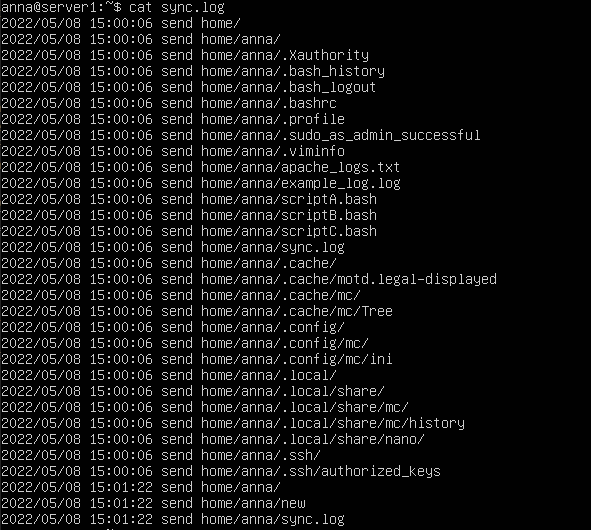 anna@server1:~$ cat sync.log
2022/05/08 15:00:06 send home/
2022/05/08 15:00:06 send home/anna/
2022/05/08 15:00:06 send home/anna/.Xauthority
2022/05/08 15:00:06 send home/anna/.bash_history
2022/05/08 15:00:06 send home/anna/.bash_logout
2022/05/08 15:00:06 send home/anna/.bashrc
2022/05/08 15:00:06 send home/anna/.profile
2022/05/08 15:00:06 send home/anna/.sudo_as_admin_successful
2022/05/08 15:00:06 send home/anna/.viminfo
2022/05/08 15:00:06 send home/anna/apache_logs.txt
2022/05/08 15:00:06 send home/anna/example_log.log
2022/05/08 15:00:06 send home/anna/scriptA.bash
2022/05/08 15:00:06 send home/anna/scriptB.bash
2022/05/08 15:00:06 send home/anna/scriptC.bash
2022/05/08 15:00:06 send home/anna/sync.log
2022/05/08 15:00:06 send home/anna/.cache/
2022/05/08 15:00:06 send home/anna/.cache/motd.legal-displayed
2022/05/08 15:00:06 send home/anna/.cache/mc/
2022/05/08 15:00:06 send home/anna/.cache/mc/Tree
2022/05/08 15:00:06 send home/anna/.config/
2022/05/08 15:00:06 send home/anna/.config/mc/
2022/05/08 15:00:06 send home/anna/.config/mc/ini
2022/05/08 15:00:06 send home/anna/.local/
2022/05/08 15:00:06 send home/anna/.local/share/
2022/05/08 15:00:06 send home/anna/.local/share/mc/
2022/05/08 15:00:06 send home/anna/.local/share/mc/history
2022/05/08 15:00:06 send home/anna/.local/share/nano/
2022/05/08 15:00:06 send home/anna/.ssh/
2022/05/08 15:00:06 send home/anna/.ssh/authorized_keys
2022/05/08 15:01:22 send home/anna/
2022/05/08 15:01:22 send home/anna/new
2022/05/08 15:01:22 send home/anna/sync.log